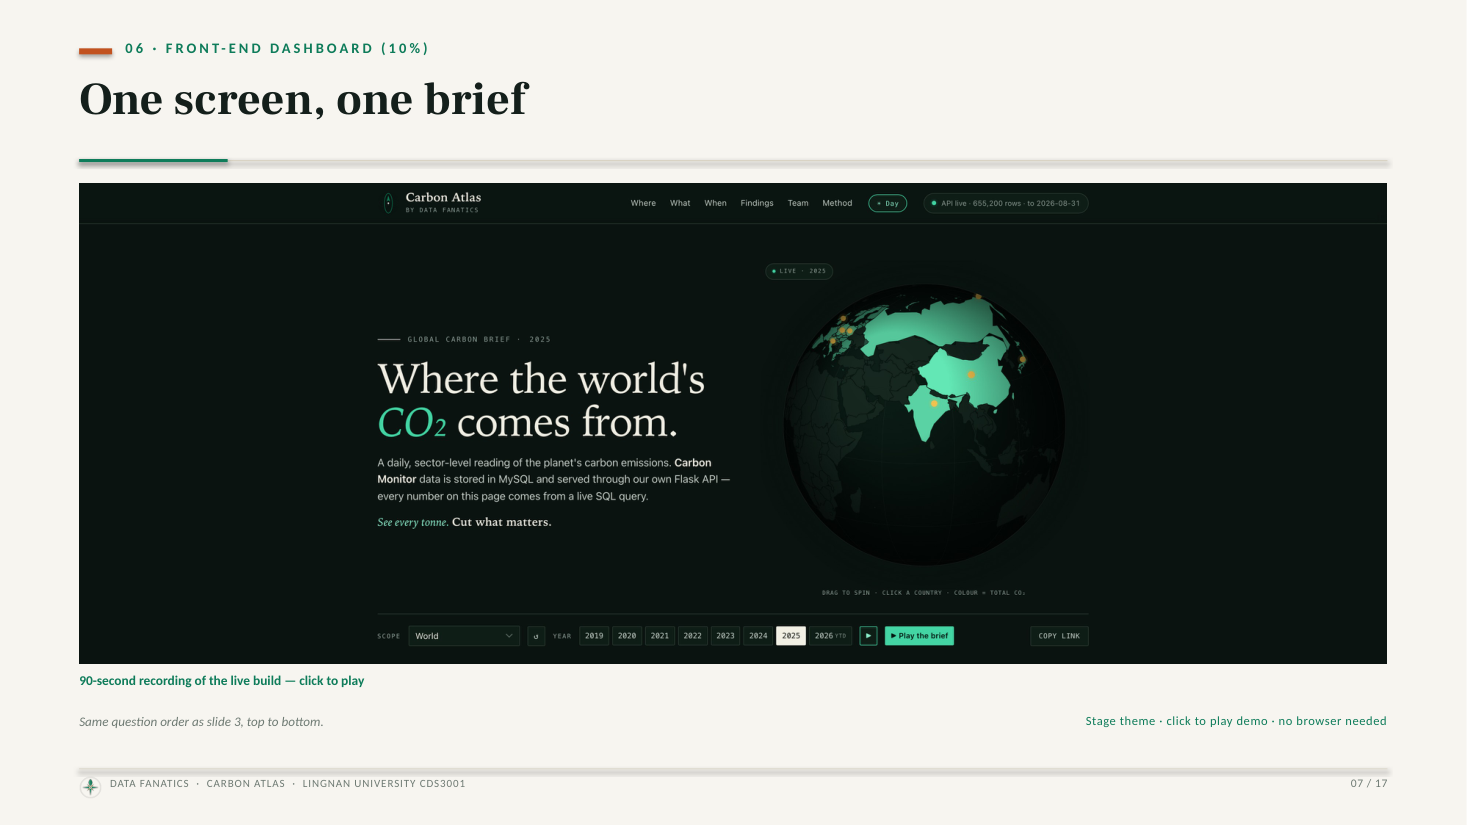 06 · FRONT-END DASHBOARD (10%)
One screen, one brief
Carbon Atlas
BY DATA FANATICS
Where What When Findings Team Method
☀ Day
API live · 655,200 rows · to 2026-08-31
LIVE · 2025
GLOBAL CARBON BRIEF · 2025
Where the world's
CO₂ comes from.
A daily, sector-level reading of the planet's carbon emissions. Carbon
Monitor data is stored in MySQL and served through our own Flask API —
every number on this page comes from a live SQL query.
See every tonne. Cut what matters.
DRAG TO SPIN · CLICK A COUNTRY · COLOUR = TOTAL CO₂
SCOPE World ↺ YEAR 2019 2020 2021 2022 2023 2024 2025 2026 YTD ▶ ▶ Play the brief COPY LINK
90-second recording of the live build — click to play
Same question order as slide 3, top to bottom.
Stage theme · click to play demo · no browser needed
DATA FANATICS · CARBON ATLAS · LINGNAN UNIVERSITY CDS3001
07 / 17